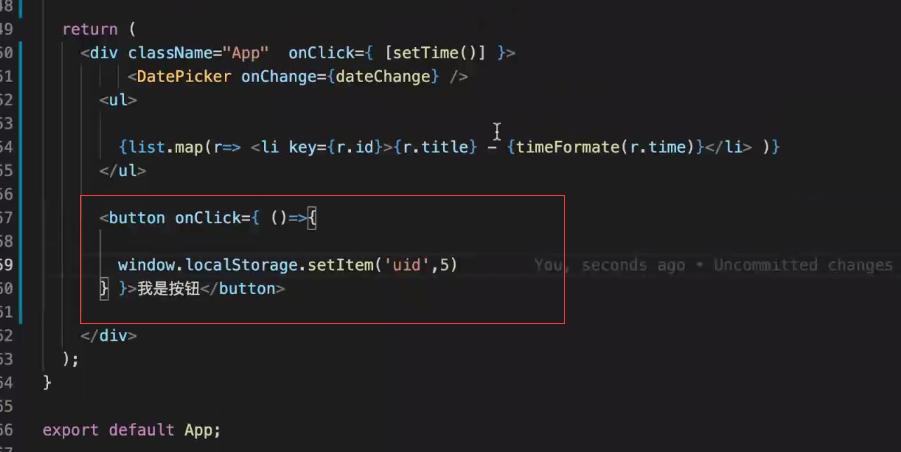 48
49 return (
50 <div className="App"  onClick={ [setTime()] }>
51 <DatePicker onChange={dateChange} />
52 <ul>
53
54 {list.map(r=> <li key={r.id}>{r.title} - {timeFormate(r.time)}</li> )}
55 </ul>
56
57 <button onClick={ ()=>{
58
59 window.localStorage.setItem('uid',5) You, seconds ago • Uncommitted changes
60 } }>我是按钮</button>
61
62 </div>
63 );
64 }
65
66 export default App;
67